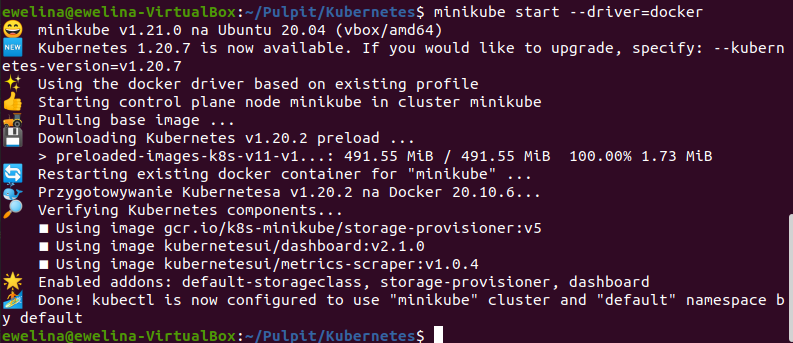 ewelina@ewelina-VirtualBox:~/Pulpit/Kubernetes$ minikube start --driver=docker
😄  minikube v1.21.0 na Ubuntu 20.04 (vbox/amd64)
🆕  Kubernetes 1.20.7 is now available. If you would like to upgrade, specify: --kubern
etes-version=v1.20.7
✨  Using the docker driver based on existing profile
👍  Starting control plane node minikube in cluster minikube
🚜  Pulling base image ...
💾  Downloading Kubernetes v1.20.2 preload ...
    > preloaded-images-k8s-v11-v1...: 491.55 MiB / 491.55 MiB  100.00% 1.73 MiB
🔄  Restarting existing docker container for "minikube" ...
🐳  Przygotowywanie Kubernetesa v1.20.2 na Docker 20.10.6...
🔎  Verifying Kubernetes components...
    ▪ Using image gcr.io/k8s-minikube/storage-provisioner:v5
    ▪ Using image kubernetesui/dashboard:v2.1.0
    ▪ Using image kubernetesui/metrics-scraper:v1.0.4
🌟  Enabled addons: default-storageclass, storage-provisioner, dashboard
🏄  Done! kubectl is now configured to use "minikube" cluster and "default" namespace b
y default
ewelina@ewelina-VirtualBox:~/Pulpit/Kubernetes$